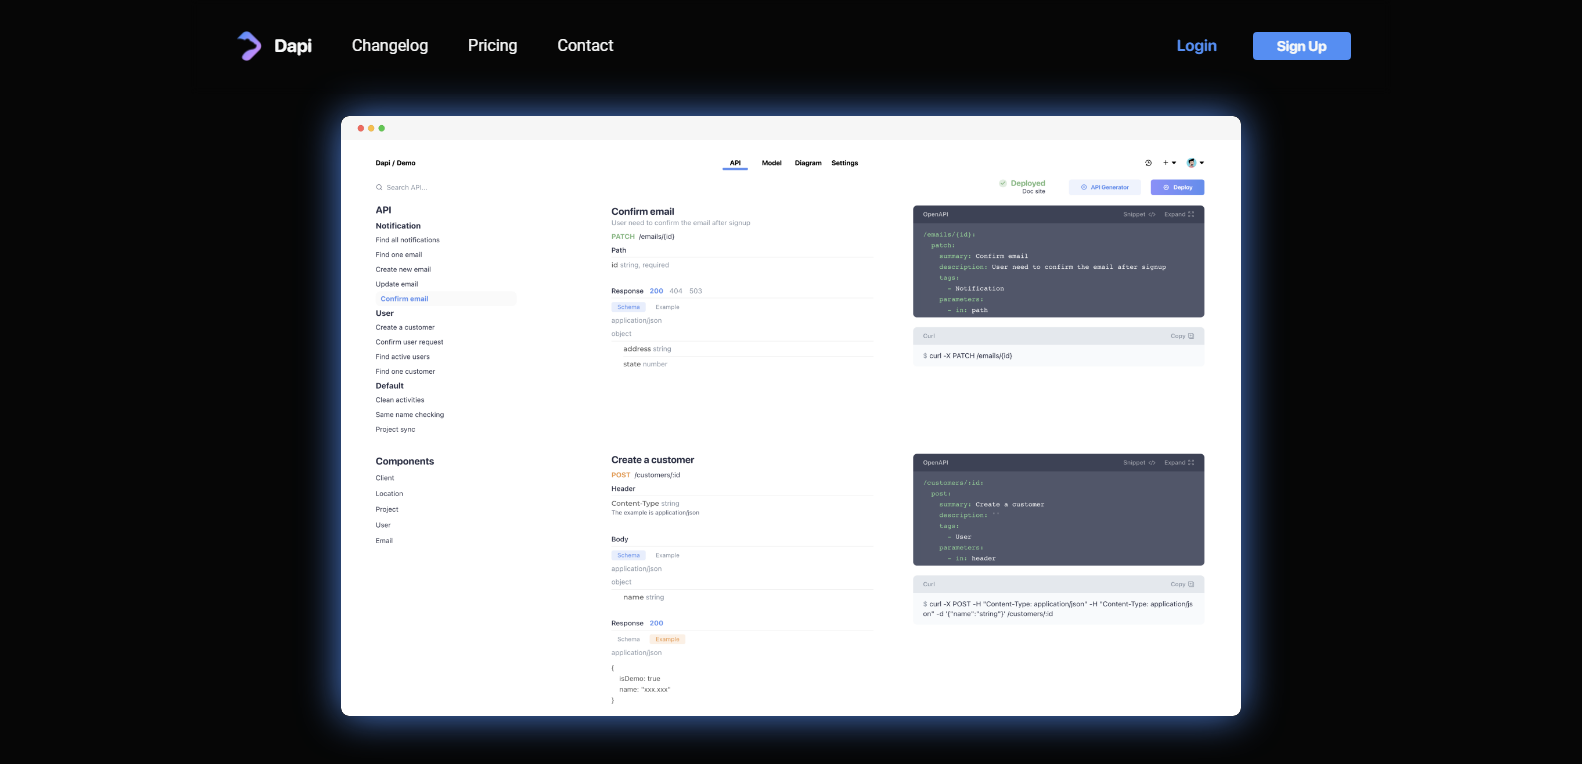 Dapi
Changelog
Pricing
Contact
Login
Sign Up
Dapi / Demo
API
Model
Diagram
Settings
Search API...
Deployed
Doc site
API Generator
Deploy
API
Notification
Find all notifications
Find one email
Create new email
Update email
Confirm email
User
Create a customer
Confirm user request
Find active users
Find one customer
Default
Clean activities
Same name checking
Project sync
Components
Client
Location
Project
User
Email
Confirm email
User need to confirm the email after signup
PATCH /emails/{id}
Path
id string, required
Response 200 404 503
Schema Example
application/json
object
address string
state number
OpenAPI
Snippet </>
Expand
/emails/{id}:
patch:
summary: Confirm email
description: User need to confirm the email after signup
tags:
- Notification
parameters:
- in: path
Curl
Copy
$ curl -X PATCH /emails/{id}
Create a customer
POST /customers/:id
Header
Content-Type string
The example is application/json
Body
Schema Example
application/json
object
name string
Response 200
Schema Example
application/json
{
isDemo: true
name: "xxx.xxx"
}
OpenAPI
Snippet </>
Expand
/customers/:id:
post:
summary: Create a customer
description: ''
tags:
- User
parameters:
- in: header
Curl
Copy
$ curl -X POST -H "Content-Type: application/json" -H "Content-Type: application/js
on" -d '{"name":"string"}' /customers/:id